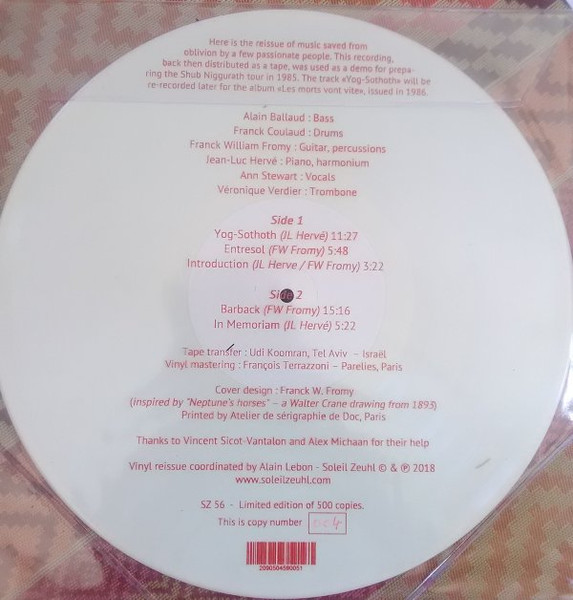 Here is the reissue of music saved from
oblivion by a few passionate people. This recording,
back then distributed as a tape, was used as a demo for prepa-
ring the Shub Niggurath tour in 1985. The track «Yog-Sothoth» will be
re-recorded later for the album «Les morts vont vite», issued in 1986.
Alain Ballaud : Bass
Franck Coulaud : Drums
Franck William Fromy : Guitar, percussions
Jean-Luc Hervé : Piano, harmonium
Ann Stewart : Vocals
Véronique Verdier : Trombone
Side 1
Yog-Sothoth (JL Hervé) 11:27
Entresol (FW Fromy) 5:48
Introduction (JL Herve / FW Fromy) 3:22
Side 2
Barback (FW Fromy) 15:16
In Memoriam (JL Hervé) 5:22
Tape transfer : Udi Koomran, Tel Aviv – Israël
Vinyl mastering : François Terrazzoni – Parelies, Paris
Cover design : Franck W. Fromy
(inspired by "Neptune's horses" – a Walter Crane drawing from 1893)
Printed by Atelier de sérigraphie de Doc, Paris
Thanks to Vincent Sicot-Vantalon and Alex Michaan for their help
Vinyl reissue coordinated by Alain Lebon - Soleil Zeuhl © & ℗ 2018
www.soleilzeuhl.com
SZ 56 - Limited edition of 500 copies.
This is copy number 004
2090504590051